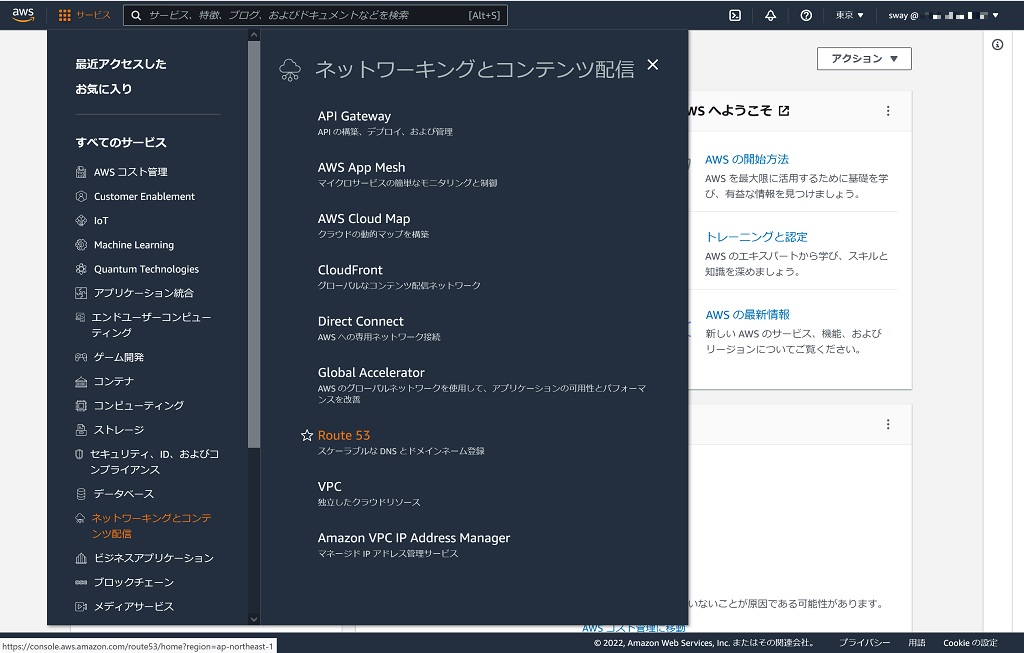 aws
サービス
サービス、特徴、ブログ、およびドキュメントなどを検索
[Alt+S]
東京 ▼
sway @
最近アクセスした
お気に入り
すべてのサービス
AWS コスト管理
Customer Enablement
IoT
Machine Learning
Quantum Technologies
アプリケーション統合
エンドユーザーコンピュー
ティング
ゲーム開発
コンテナ
コンピューティング
ストレージ
セキュリティ、ID、およびコ
ンプライアンス
データベース
ネットワーキングとコンテン
ツ配信
ビジネスアプリケーション
ブロックチェーン
メディアサービス
ネットワーキングとコンテンツ配信
API Gateway
API の構築、デプロイ、および管理
AWS App Mesh
マイクロサービスの簡単なモニタリングと制御
AWS Cloud Map
クラウドの動的マップを構築
CloudFront
グローバルなコンテンツ配信ネットワーク
Direct Connect
AWS への専用ネットワーク接続
Global Accelerator
AWS のグローバルネットワークを使用して、アプリケーションの可用性とパフォーマ
ンスを改善
Route 53
スケーラブルな DNS とドメインネーム登録
VPC
独立したクラウドリソース
Amazon VPC IP Address Manager
マネージド IP アドレス管理サービス
アクション ▼
WS へようこそ
AWS の開始方法
AWS を最大限に活用するために基礎を学
び、有益な情報を見つけましょう。
トレーニングと認定
AWS のエキスパートから学び、スキルと
知識を深めましょう。
AWS の最新情報
新しい AWS のサービス、機能、および
リージョンについてご覧ください。
いないことが原因である可能性があります。
AWS コスト管理に移動
https://console.aws.amazon.com/route53/home?region=ap-northeast-1
© 2022, Amazon Web Services, Inc. またはその関連会社。
プライバシー
用語
Cookie の設定